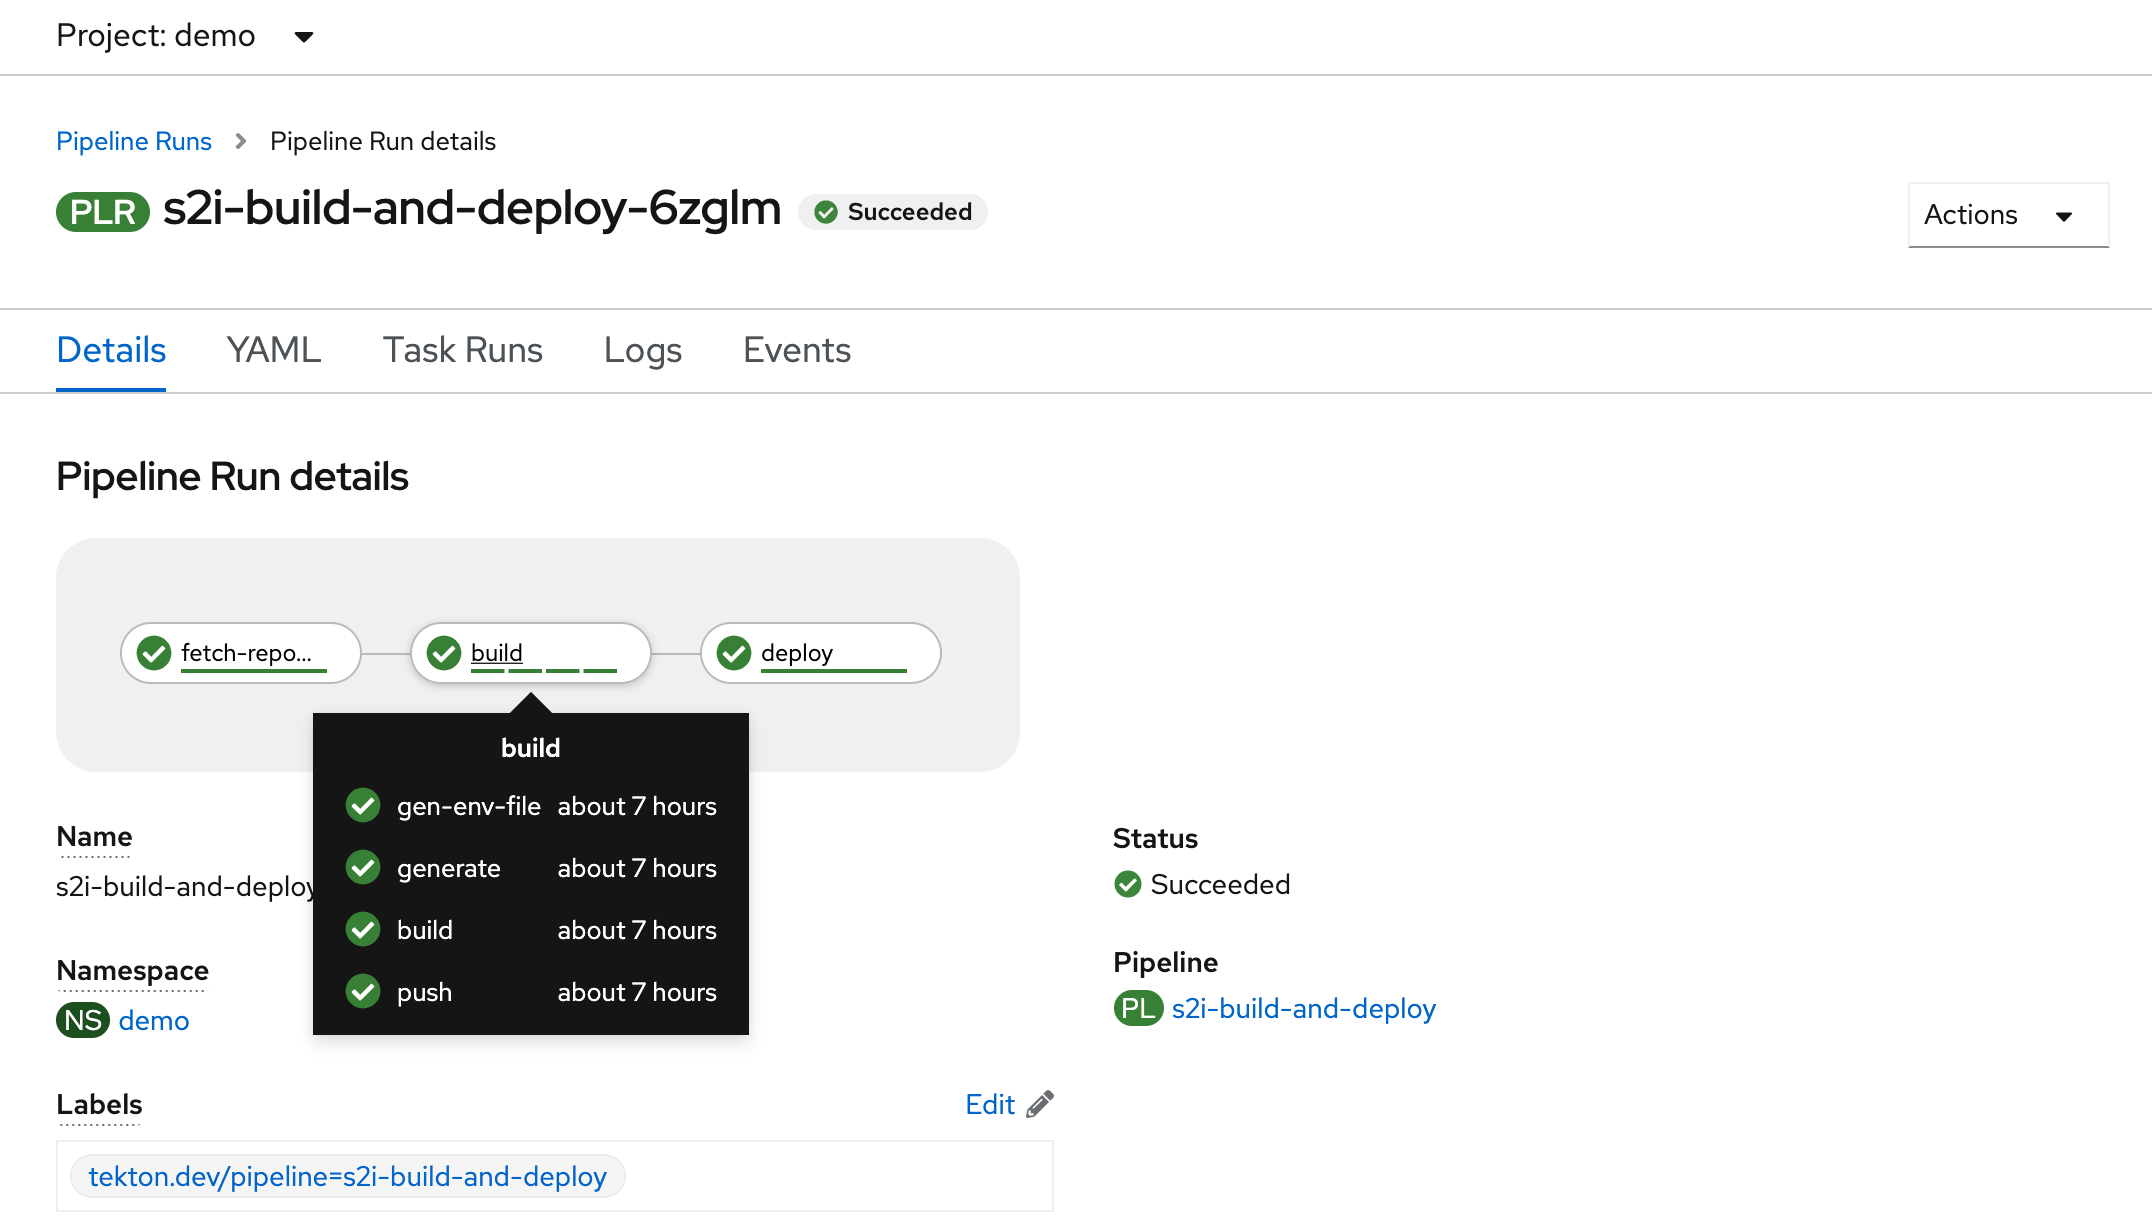 Project: demo
Pipeline Runs Pipeline Run details
PLR s2i-build-and-deploy-6zglm Succeeded
Actions
Details YAML Task Runs Logs Events
Pipeline Run details
fetch-repo... build deploy
build
gen-env-file about 7 hours
generate about 7 hours
build about 7 hours
push about 7 hours
Name
s2i-build-and-deploy
Namespace
NS demo
Status
Succeeded
Pipeline
PL s2i-build-and-deploy
Labels
Edit
tekton.dev/pipeline=s2i-build-and-deploy